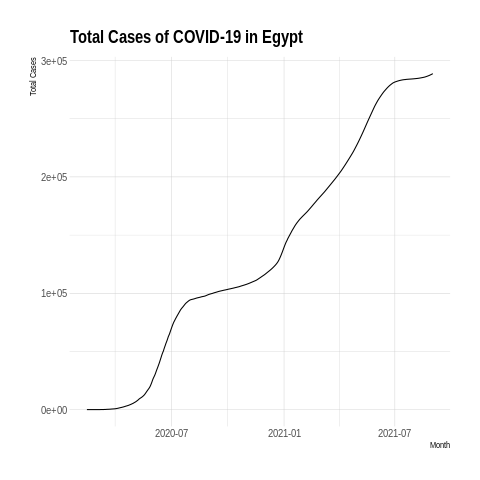 Total Cases of COVID-19 in Egypt
Total Cases
3e+05
2e+05
1e+05
0e+00
2020-07 2021-01 2021-07
Month